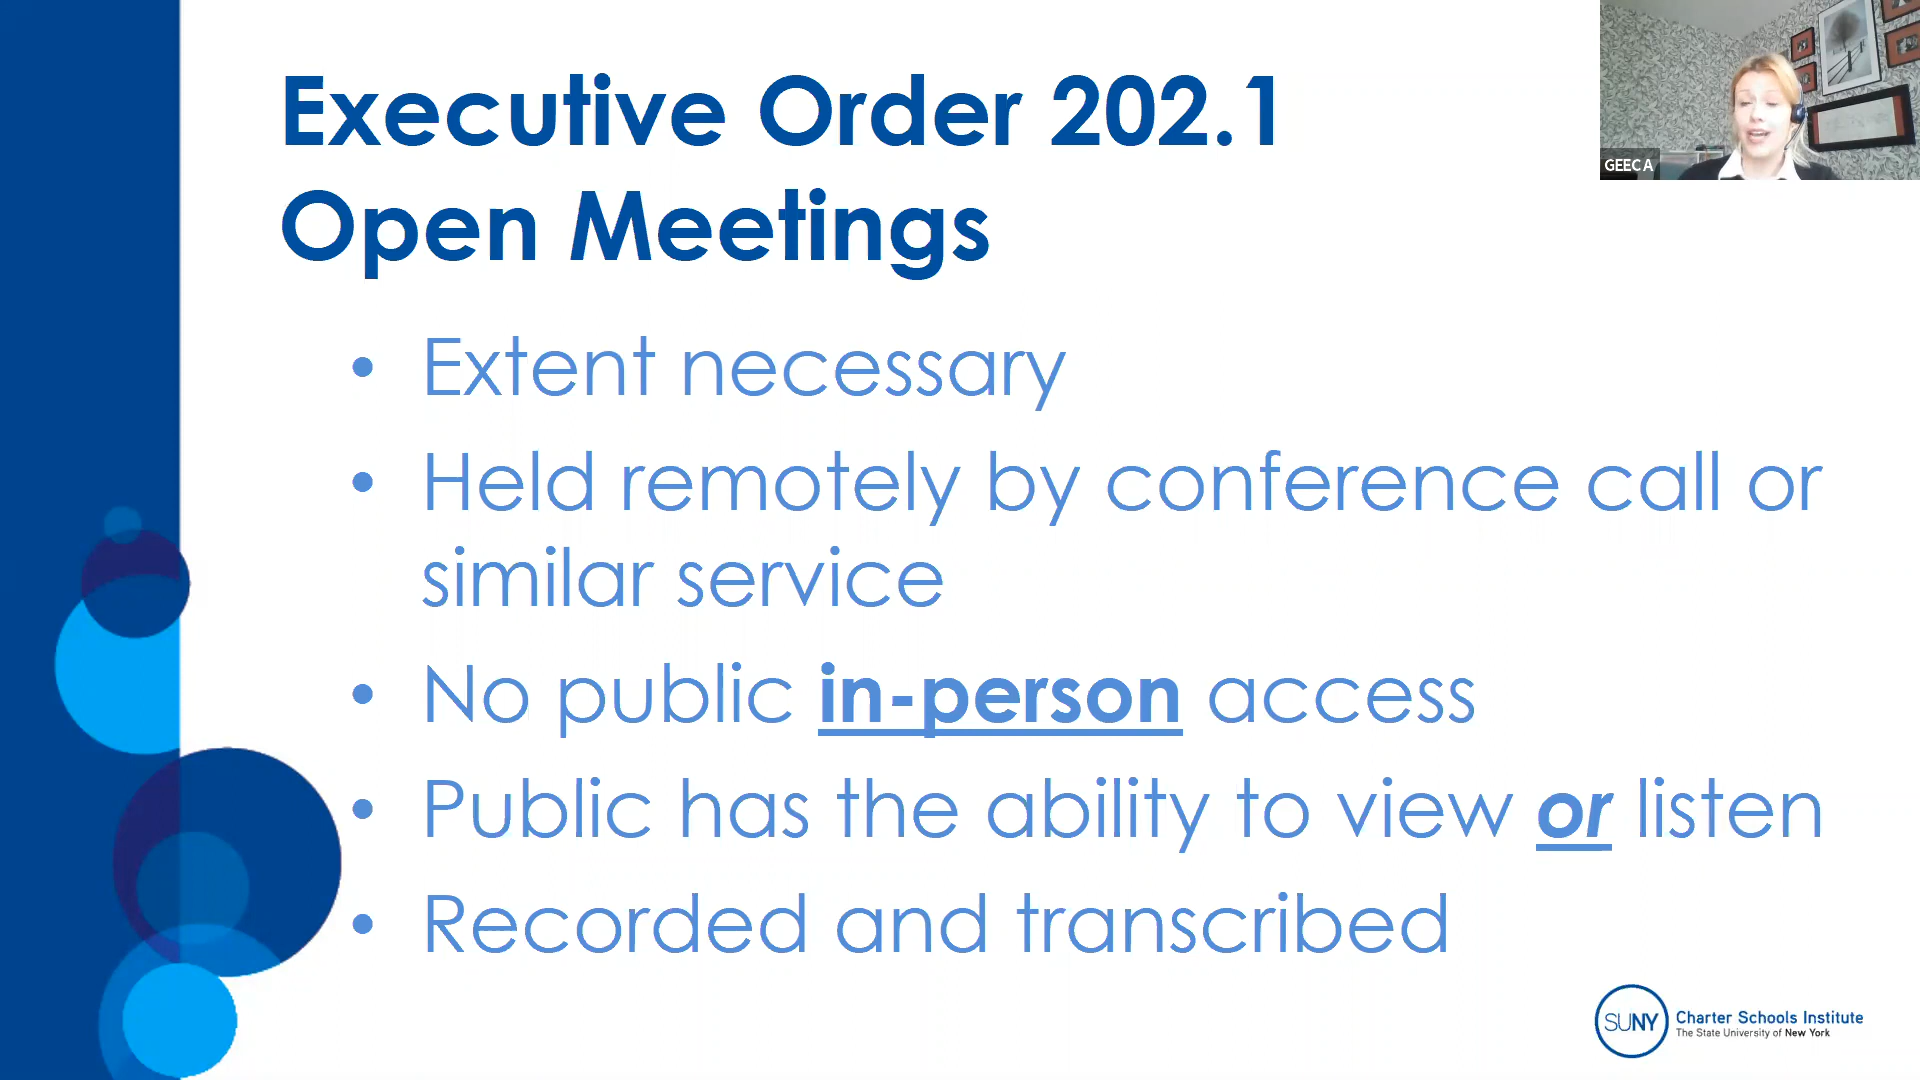 Executive Order 202.1
Open Meetings
GEEC A
• Extent necessary
• Held remotely by conference call or
similar service
• No public in-person access
• Public has the ability to view or listen
• Recorded and transcribed
SUNY
Charter Schools Institute
The State University of New York